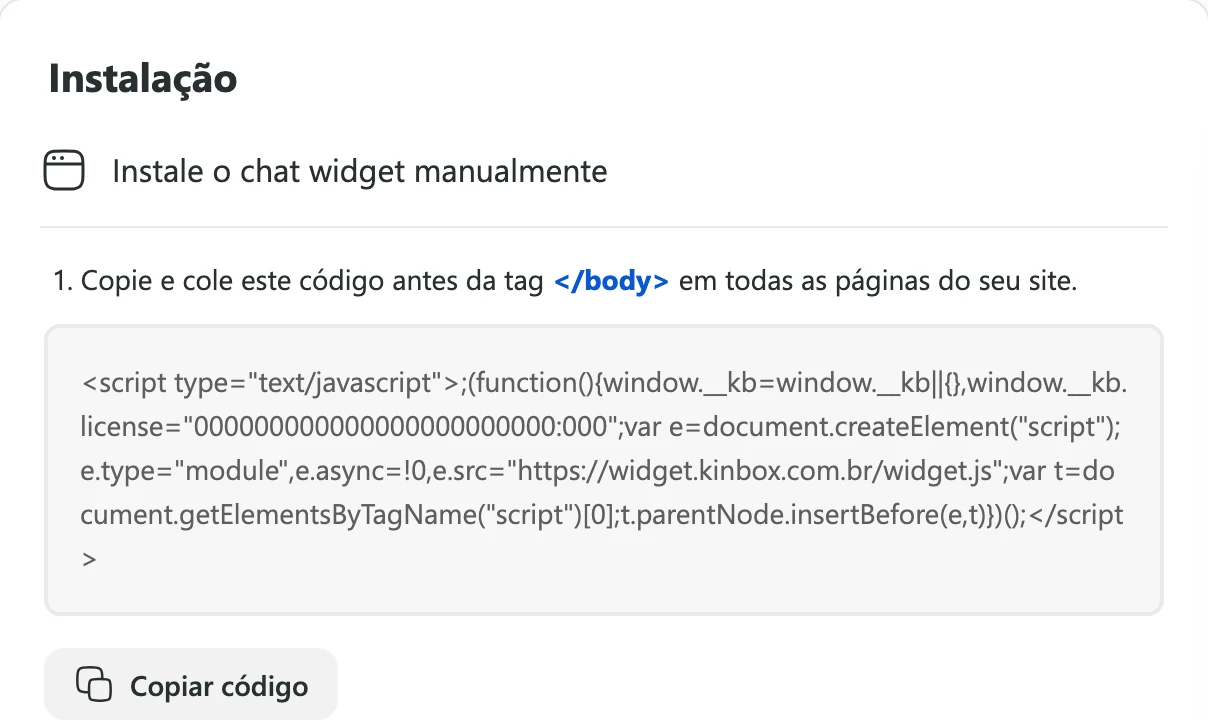 Instalação
Instale o chat widget manualmente
1. Copie e cole este código antes da tag </body> em todas as páginas do seu site.
<script type="text/javascript">;(function(){window.__kb=window.__kb||{},window.__kb.
license="000000000000000000000000:000";var e=document.createElement("script");
e.type="module",e.async=!0,e.src="https://widget.kinbox.com.br/widget.js";var t=do
cument.getElementsByTagName("script")[0];t.parentNode.insertBefore(e,t)})();</script
>
Copiar código